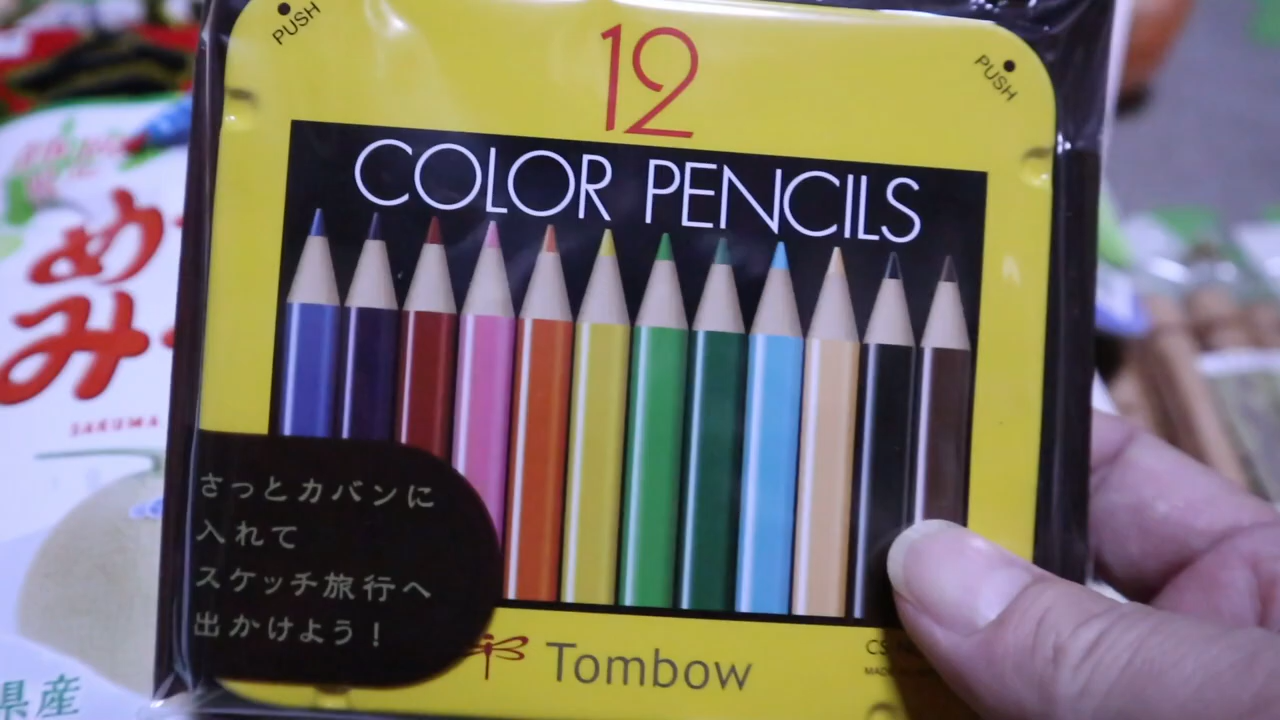 PUSH
PUSH
12
COLOR PENCILS
さっとカバンに
入れて
スケッチ旅行へ
出かけよう！
Tombow
め
み
SAKUMA
県産